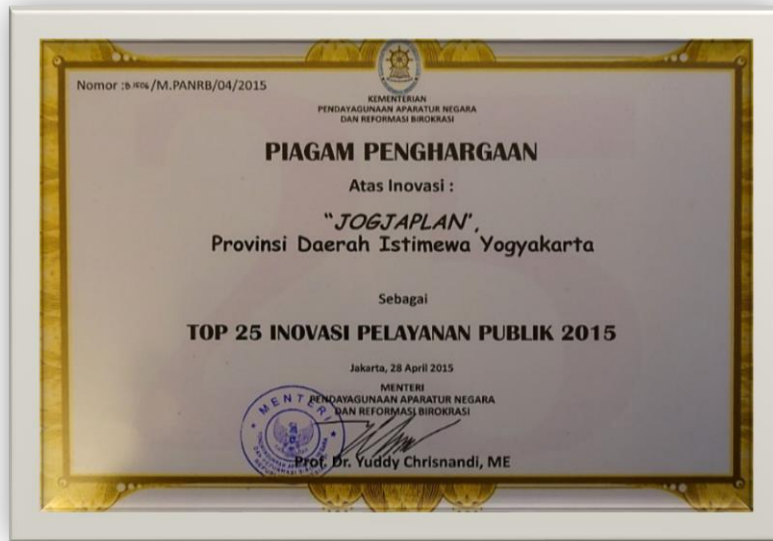 Nomor :B.1506/M.PANRB/04/2015
KEMENTERIAN
PENDAYAGUNAAN APARATUR NEGARA
DAN REFORMASI BIROKRASI
PIAGAM PENGHARGAAN
Atas Inovasi :
"JOGJAPLAN",
Provinsi Daerah Istimewa Yogyakarta
Sebagai
TOP 25 INOVASI PELAYANAN PUBLIK 2015
Jakarta, 28 April 2015
MENTERI
PENDAYAGUNAAN APARATUR NEGARA
DAN REFORMASI BIROKRASI
MENTERI
Prof. Dr. Yuddy Chrisnandi, ME